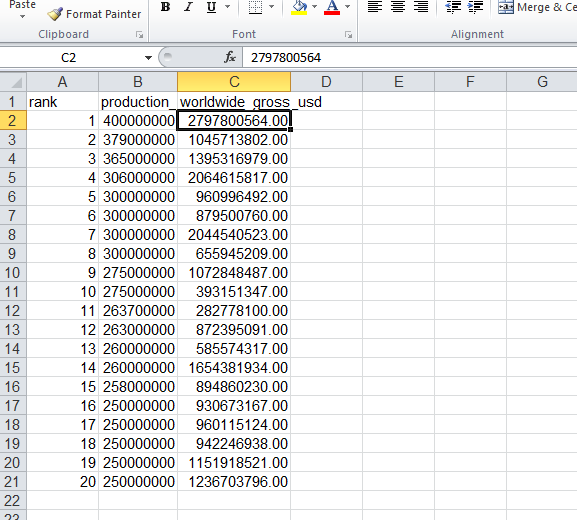 Paste
Format Painter
B I U A
Merge & Ce
Clipboard Font Alignment
C2 fx 2797800564
A B C D E F G
1 rank production_ worldwide_gross_usd
2 1 400000000 2797800564.00
3 2 379000000 1045713802.00
4 3 365000000 1395316979.00
5 4 306000000 2064615817.00
6 5 300000000 960996492.00
7 6 300000000 879500760.00
8 7 300000000 2044540523.00
9 8 300000000 655945209.00
10 9 275000000 1072848487.00
11 10 275000000 393151347.00
12 11 263700000 282778100.00
13 12 263000000 872395091.00
14 13 260000000 585574317.00
15 14 260000000 1654381934.00
16 15 258000000 894860230.00
17 16 250000000 930673167.00
18 17 250000000 960115124.00
19 18 250000000 942246938.00
20 19 250000000 1151918521.00
21 20 250000000 1236703796.00
22
23